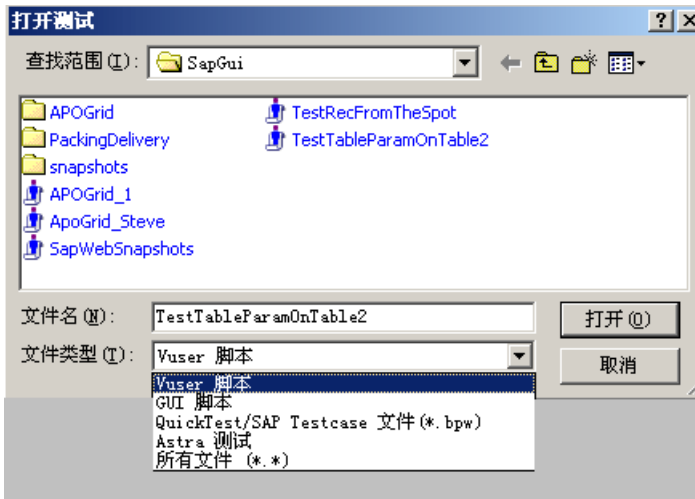 打开测试
查找范围(I): SapGui
APOGrid
PackingDelivery
snapshots
APOGrid_1
ApoGrid_Steve
SapWebSnapshots
TestRecFromTheSpot
TestTableParamOnTable2
文件名(N): TestTableParamOnTable2
打开(O)
文件类型(T): Vuser 脚本
取消
Vuser 脚本
GUI 脚本
QuickTest/SAP Testcase 文件(*.bpw)
Astra 测试
所有文件 (*.*)